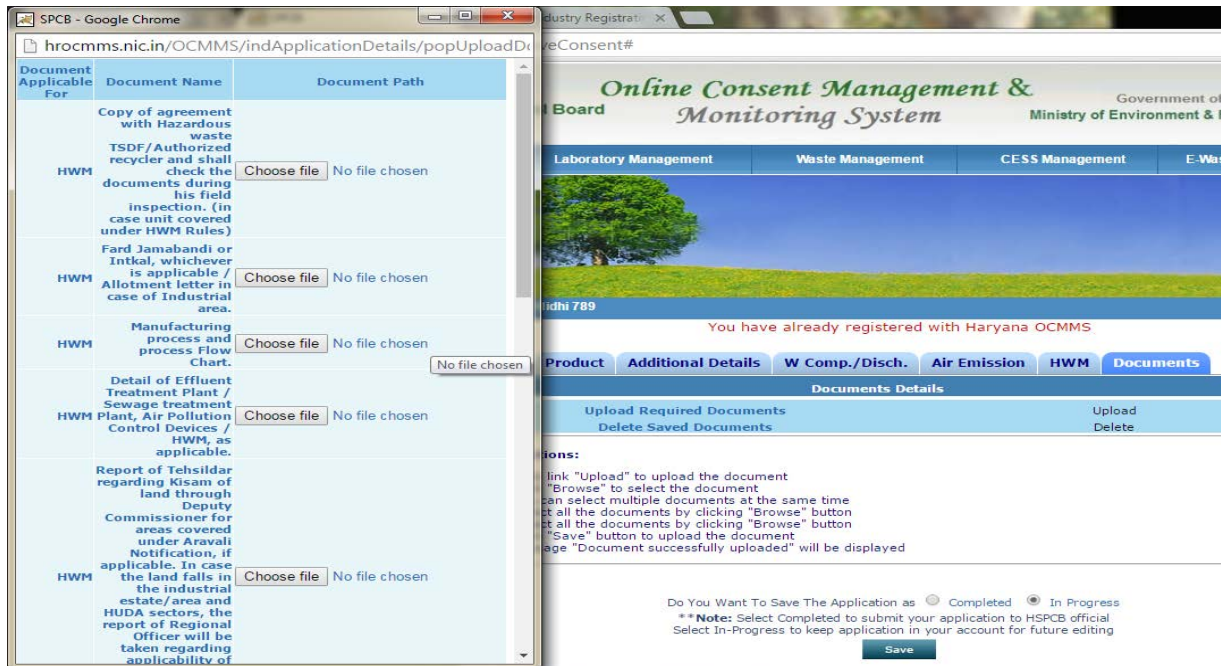 SPCB - Google Chrome
hrocmms.nic.in/OCMMS/indApplicationDetails/popUploadDo
Document Applicable For
Document Name
Document Path
HWM
Copy of agreement
with Hazardous
waste
TSDF/Authorized
recycler and shall
check the
documents during
his field
inspection. (in
case unit covered
under HWM Rules)
Choose file No file chosen
HWM
Fard Jamabandi or
Intkal, whichever
is applicable /
Allotment letter in
case of Industrial
area.
Choose file No file chosen
HWM
Manufacturing
process and
process Flow
Chart.
Choose file No file chosen
No file chosen
HWM
Detail of Effluent
Treatment Plant /
Sewage treatment
Plant, Air Pollution
Control Devices /
HWM, as
applicable.
Choose file No file chosen
HWM
Report of Tehsildar
regarding Kisam of
land through
Deputy
Commissioner for
areas covered
under Aravali
Notification, if
applicable. In case
the land falls in
the industrial
estate/area and
HUDA sectors, the
report of Regional
Officer will be
taken regarding
applicability of
Choose file No file chosen
dustry Registrati
veConsent#
Online Consent Management &
Monitoring System
l Board
Government of
Ministry of Environment &
Laboratory Management Waste Management CESS Management E-Was
idhi 789
You have already registered with Haryana OCMMS
Product Additional Details W Comp./Disch. Air Emission HWM Documents
Documents Details
Upload Required Documents Upload
Delete Saved Documents Delete
ions:
link "Upload" to upload the document
"Browse" to select the document
can select multiple documents at the same time
ct all the documents by clicking "Browse" button
ct all the documents by clicking "Browse" button
"Save" button to upload the document
age "Document successfully uploaded" will be displayed
Do You Want To Save The Application as Completed In Progress
**Note: Select Completed to submit your application to HSPCB official
Select In-Progress to keep application in your account for future editing
Save